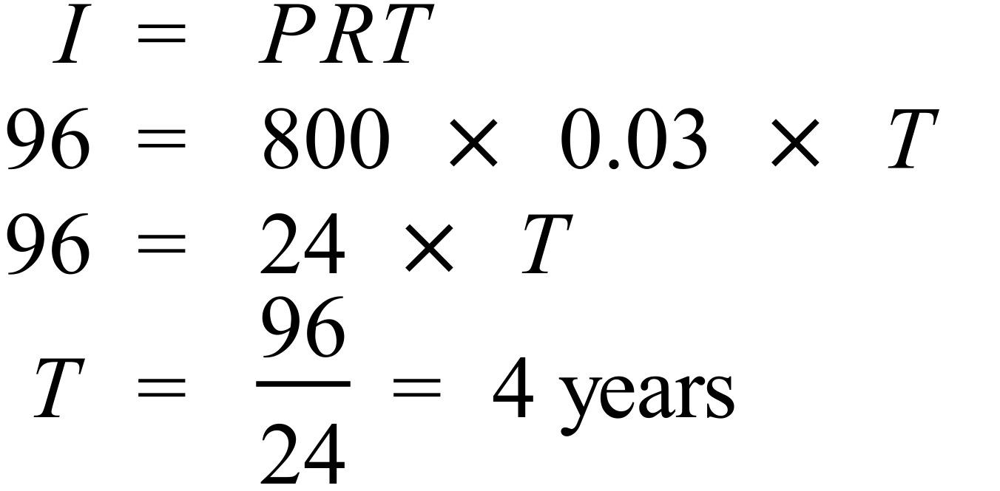 I = PRT
96 = 800 × 0.03 × T
96 = 24 × T
T = 96/24 = 4 years